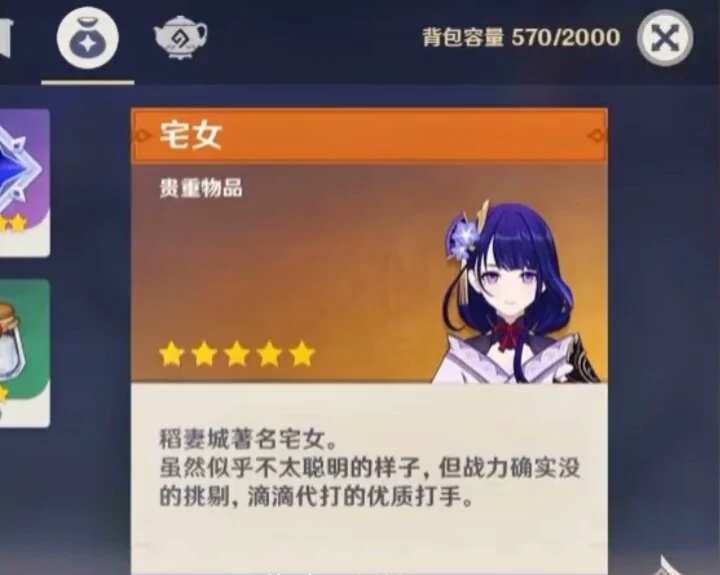 背包容量 570/2000
宅女
贵重物品
稻妻城著名宅女。
虽然似乎不太聪明的样子，但战力确实没
的挑剔，滴滴代打的优质打手。